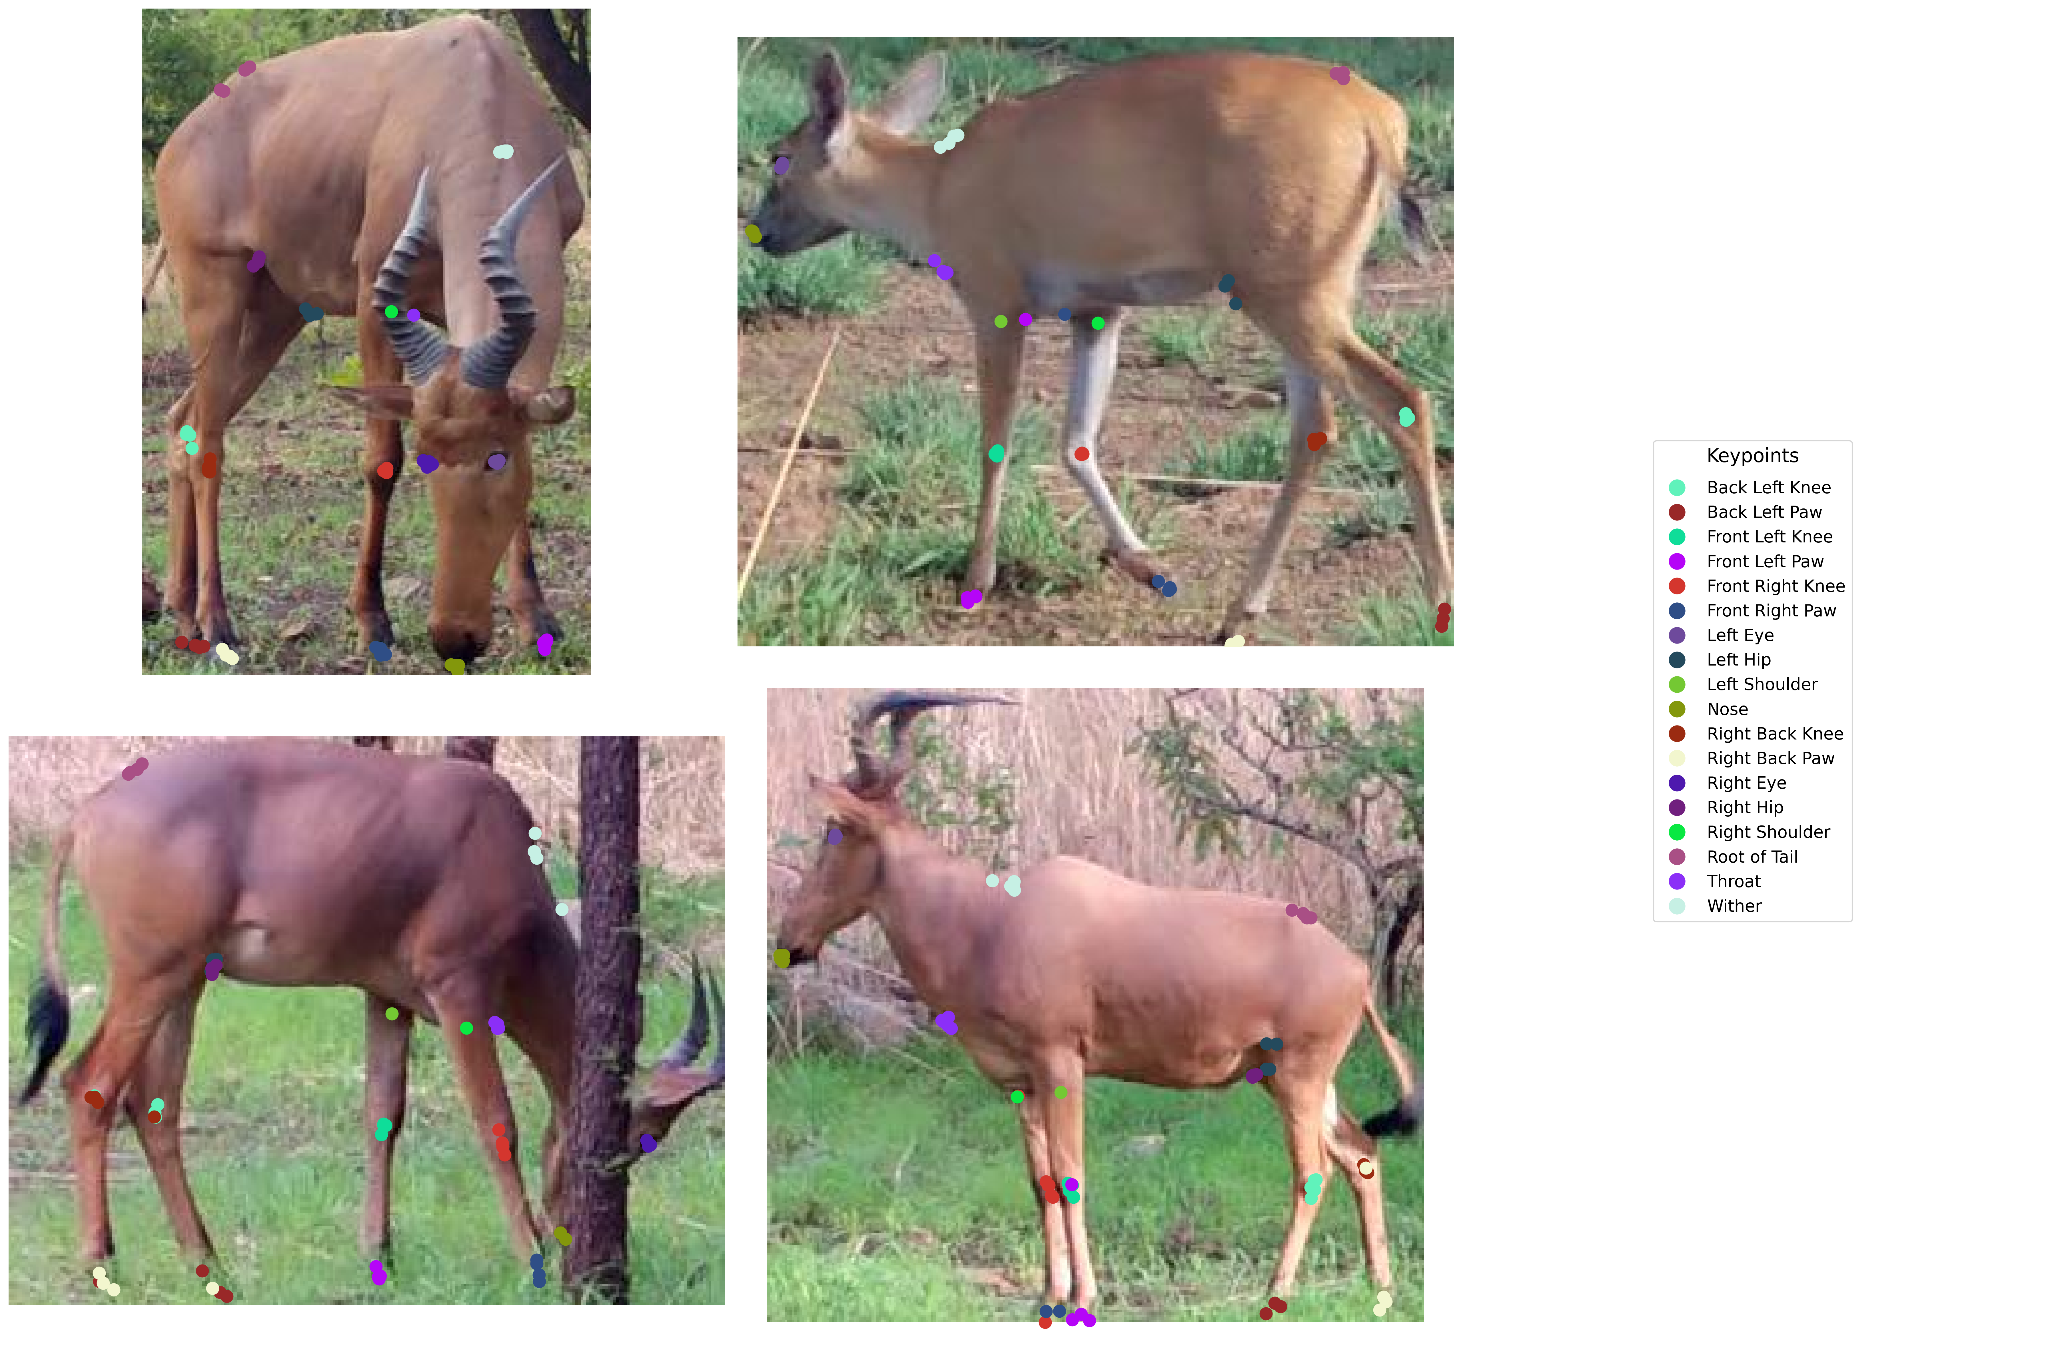 Keypoints
Back Left Knee
Back Left Paw
Front Left Knee
Front Left Paw
Front Right Knee
Front Right Paw
Left Eye
Left Hip
Left Shoulder
Nose
Right Back Knee
Right Back Paw
Right Eye
Right Hip
Right Shoulder
Root of Tail
Throat
Wither